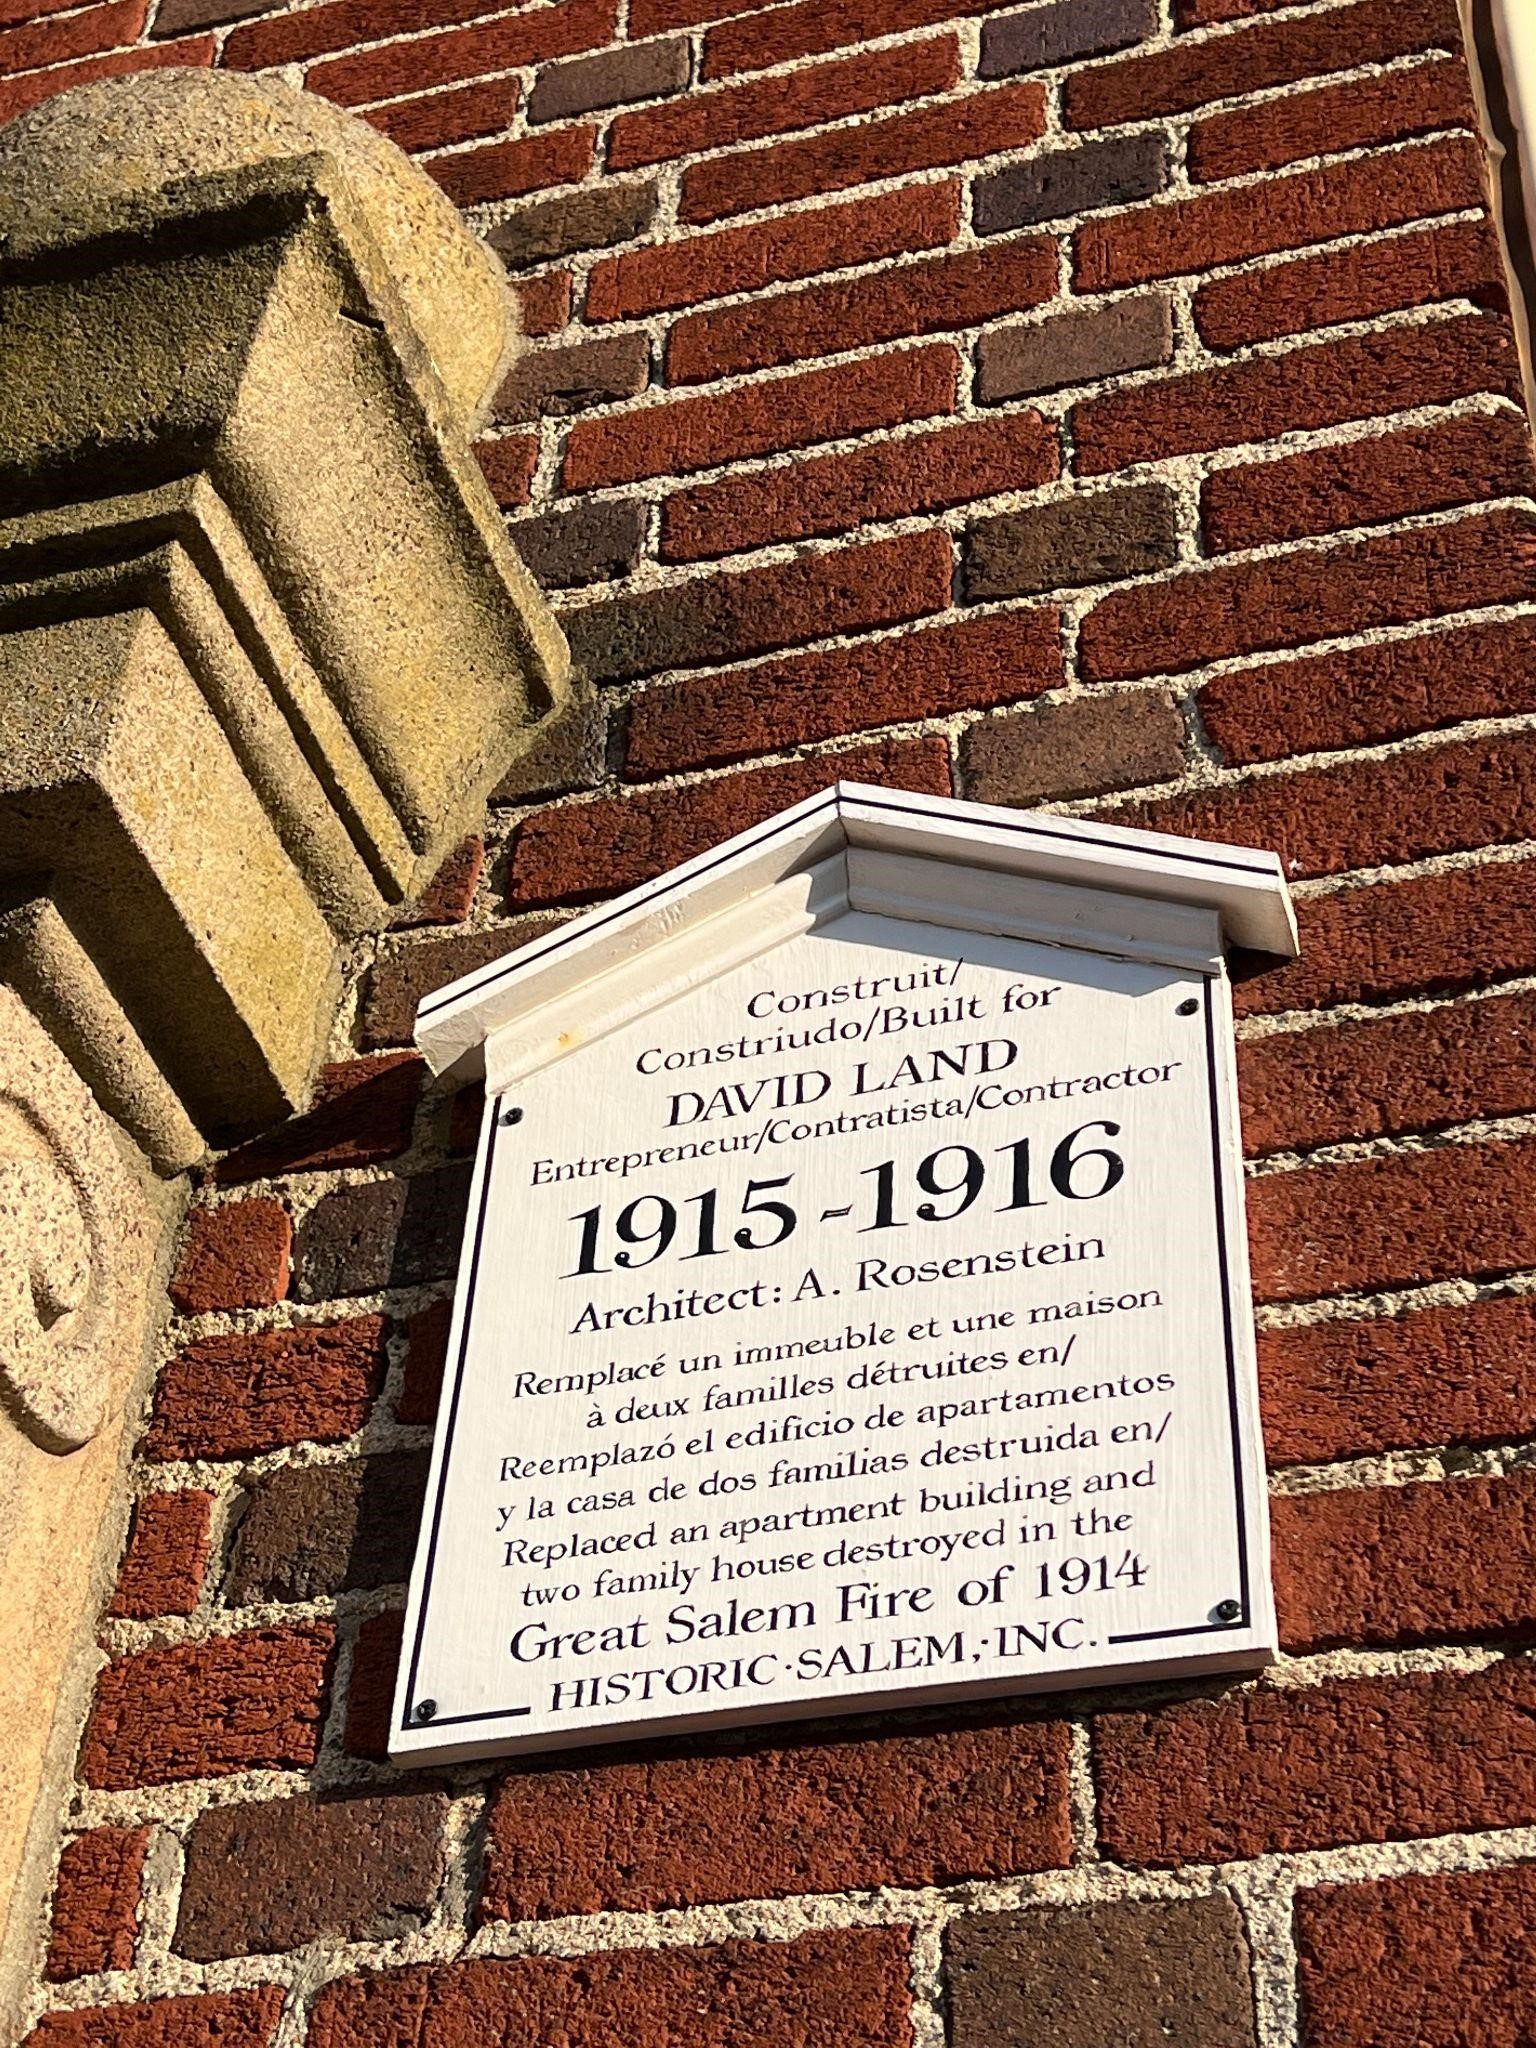 Construit/
Constriudo/Built for
DAVID LAND
Entrepreneur/Contratista/Contractor
1915-1916
Architect: A. Rosenstein
Remplacé un immeuble et une maison
à deux familles détruites en/
Reemplazó el edificio de apartamentos
y la casa de dos familias destruida en/
Replaced an apartment building and
two family house destroyed in the
Great Salem Fire of 1914
HISTORIC·SALEM,·INC.